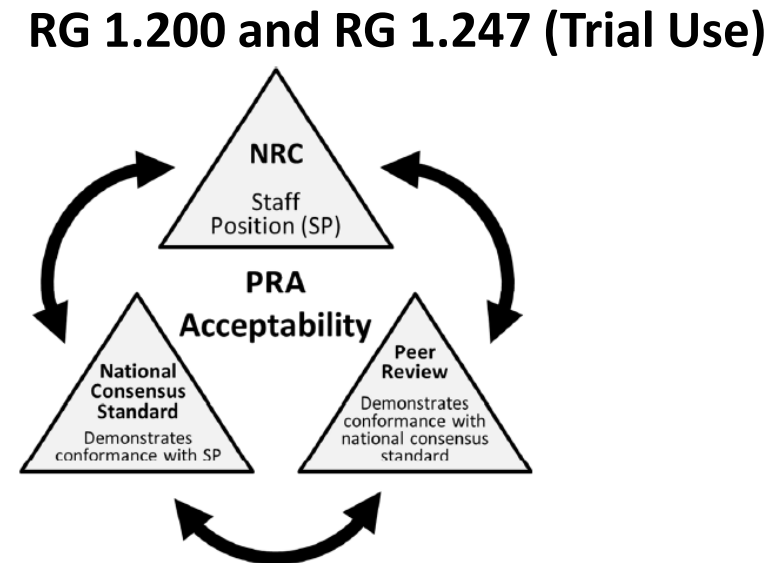 RG 1.200 and RG 1.247 (Trial Use)
NRC
Staff
Position (SP)
PRA
Acceptability
National
Consensus
Standard
Demonstrates
conformance with SP
Peer
Review
Demonstrates
conformance with
national consensus
standard